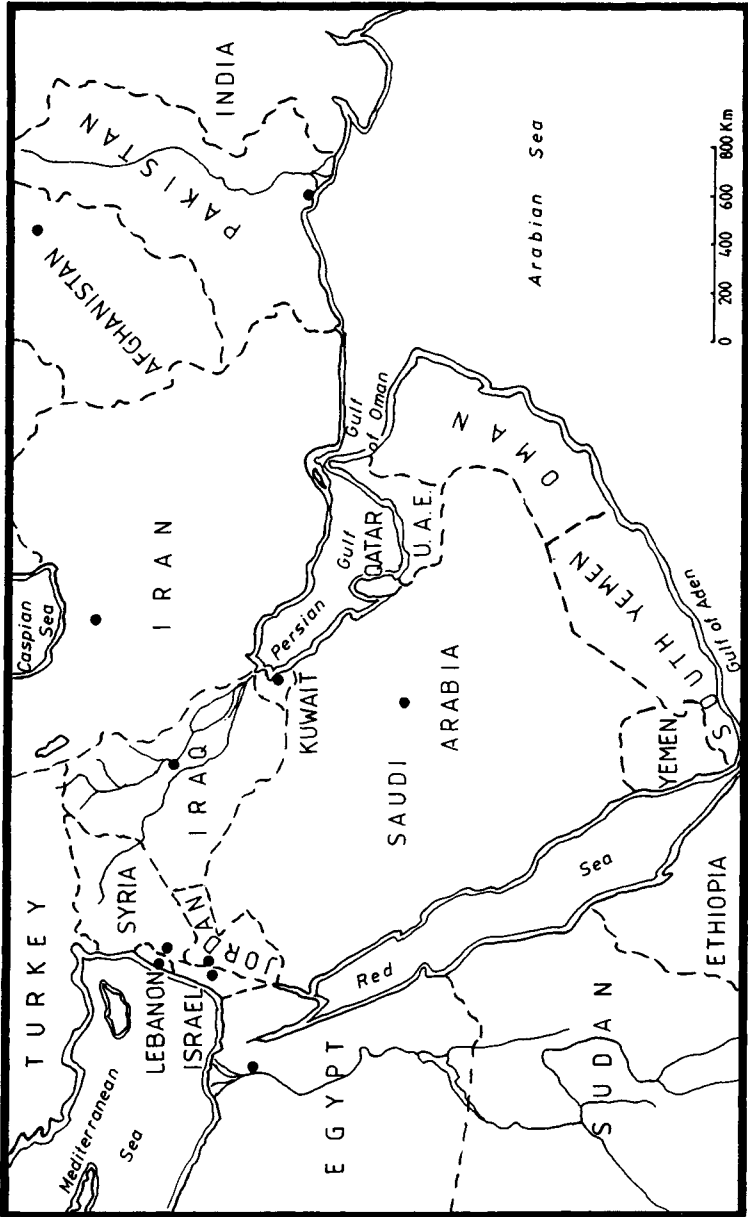 TURKEY
Caspian
Sea
Mediterranean
Sea
SYRIA
LEBANON
ISRAEL
JORDAN
IRAQ
IRAN
AFGHANISTAN
PAKISTAN
INDIA
KUWAIT
Persian
Gulf
QATAR
U.A.E.
Gulf
of Oman
EGYPT
SAUDI
ARABIA
OMAN
Arabian Sea
Red
Sea
SUDAN
ETHIOPIA
YEMEN
SOUTH YEMEN
Gulf of Aden
0 200 400 600 800 Km